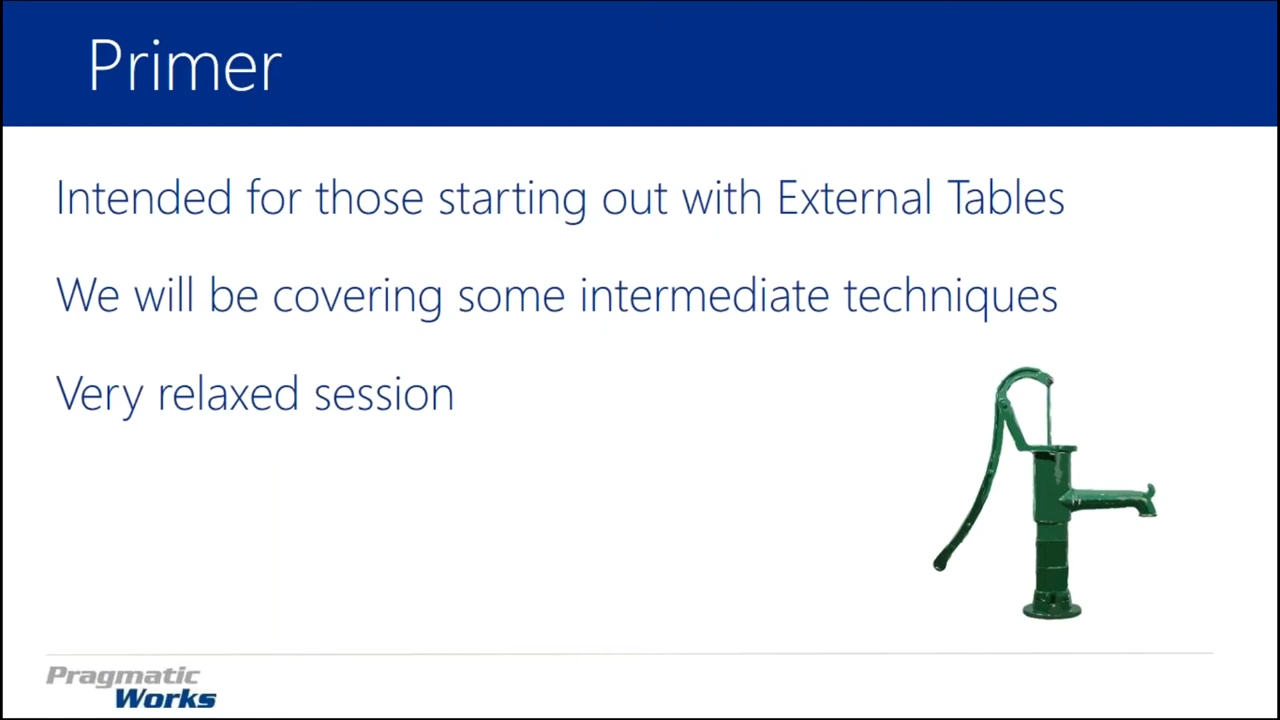 Primer
Intended for those starting out with External Tables
We will be covering some intermediate techniques
Very relaxed session
Pragmatic
Works